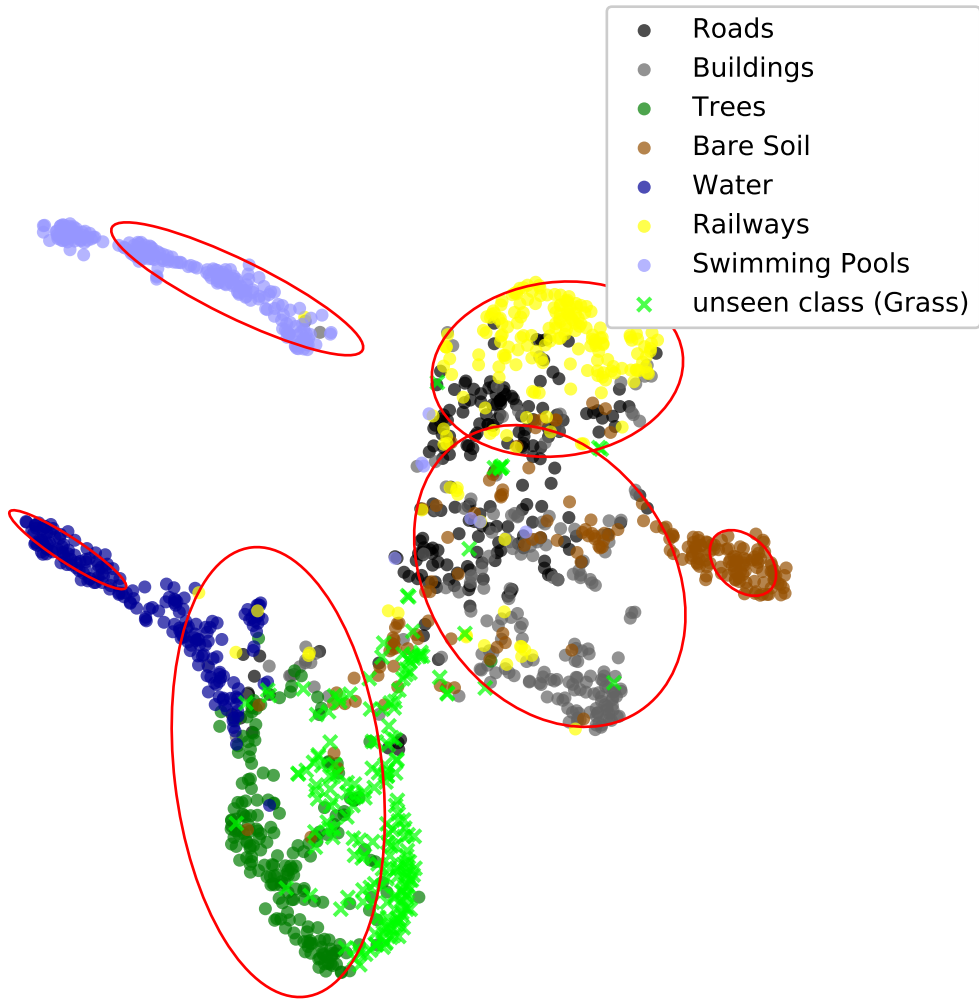 Roads
Buildings
Trees
Bare Soil
Water
Railways
Swimming Pools
unseen class (Grass)